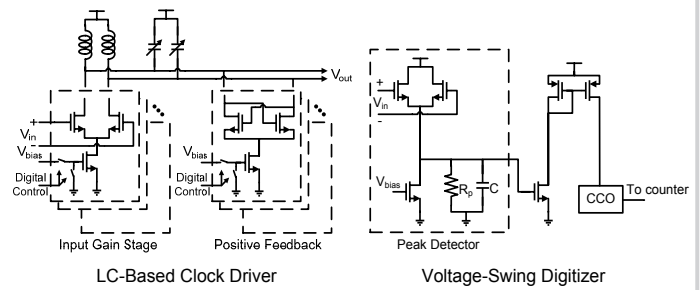 V_out
+
V_in
-
V_bias
Digital
Control
V_bias
Digital
Control
Input Gain Stage
Positive Feedback
LC-Based Clock Driver
+
V_in
-
V_bias
R_p
C
Peak Detector
CCO
To counter
Voltage-Swing Digitizer